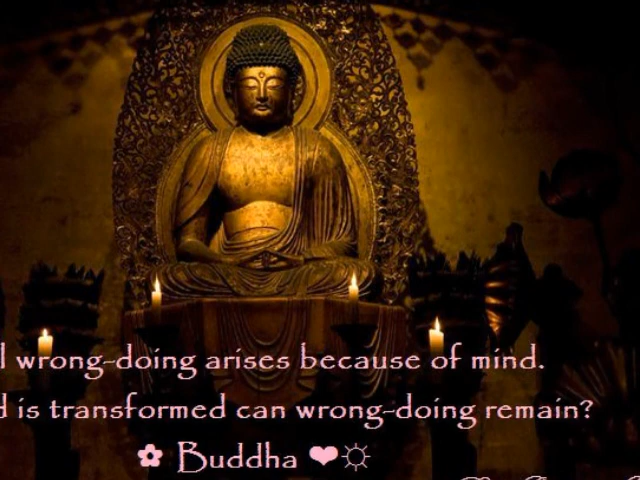 wrong-doing arises because of mind.
is transformed can wrong-doing remain?
✿ Buddha ❤☼